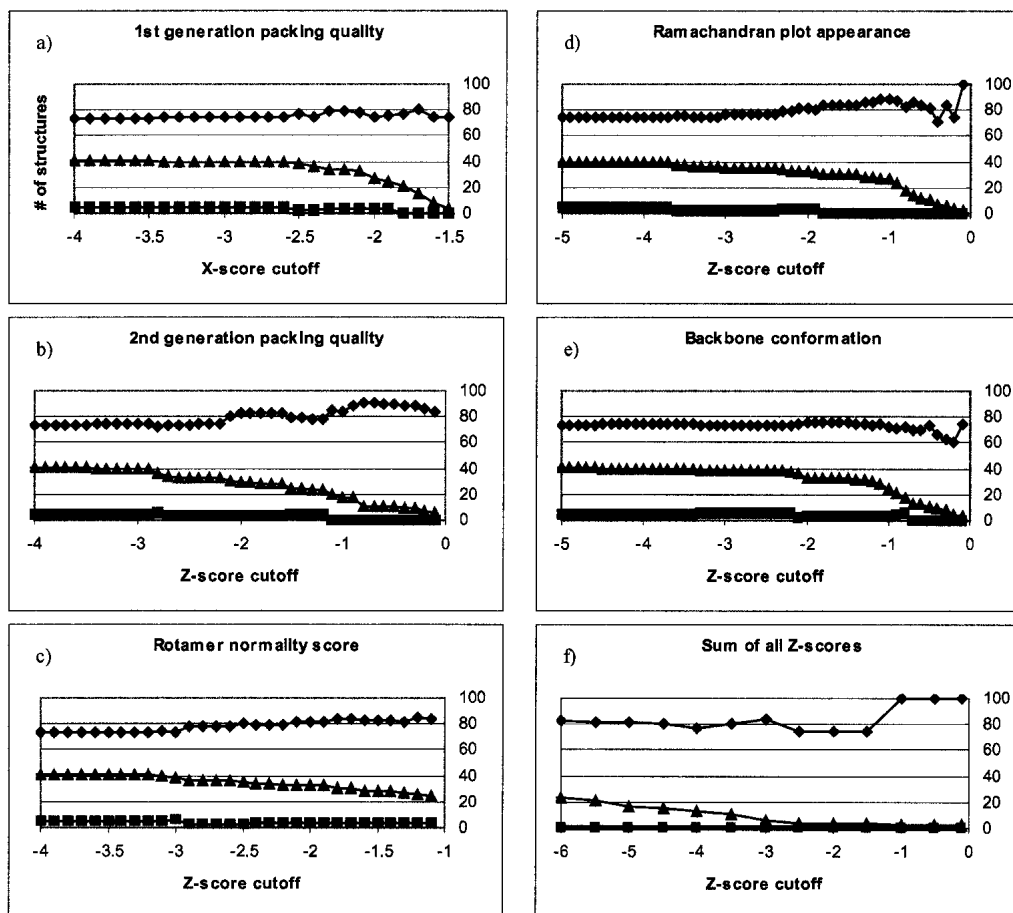 a)
1st generation packing quality
# of structures
100
80
60
40
20
0
-4 -3.5 -3 -2.5 -2 -1.5
X-score cutoff
b)
2nd generation packing quality
100
80
60
40
20
0
-4 -3 -2 -1 0
Z-score cutoff
c)
Rotamer normality score
100
80
60
40
20
0
-4 -3.5 -3 -2.5 -2 -1.5 -1
Z-score cutoff
d)
Ramachandran plot appearance
100
80
60
40
20
0
-5 -4 -3 -2 -1 0
Z-score cutoff
e)
Backbone conformation
100
80
60
40
20
0
-5 -4 -3 -2 -1 0
Z-score cutoff
f)
Sum of all Z-scores
100
80
60
40
20
0
-6 -5 -4 -3 -2 -1 0
Z-score cutoff